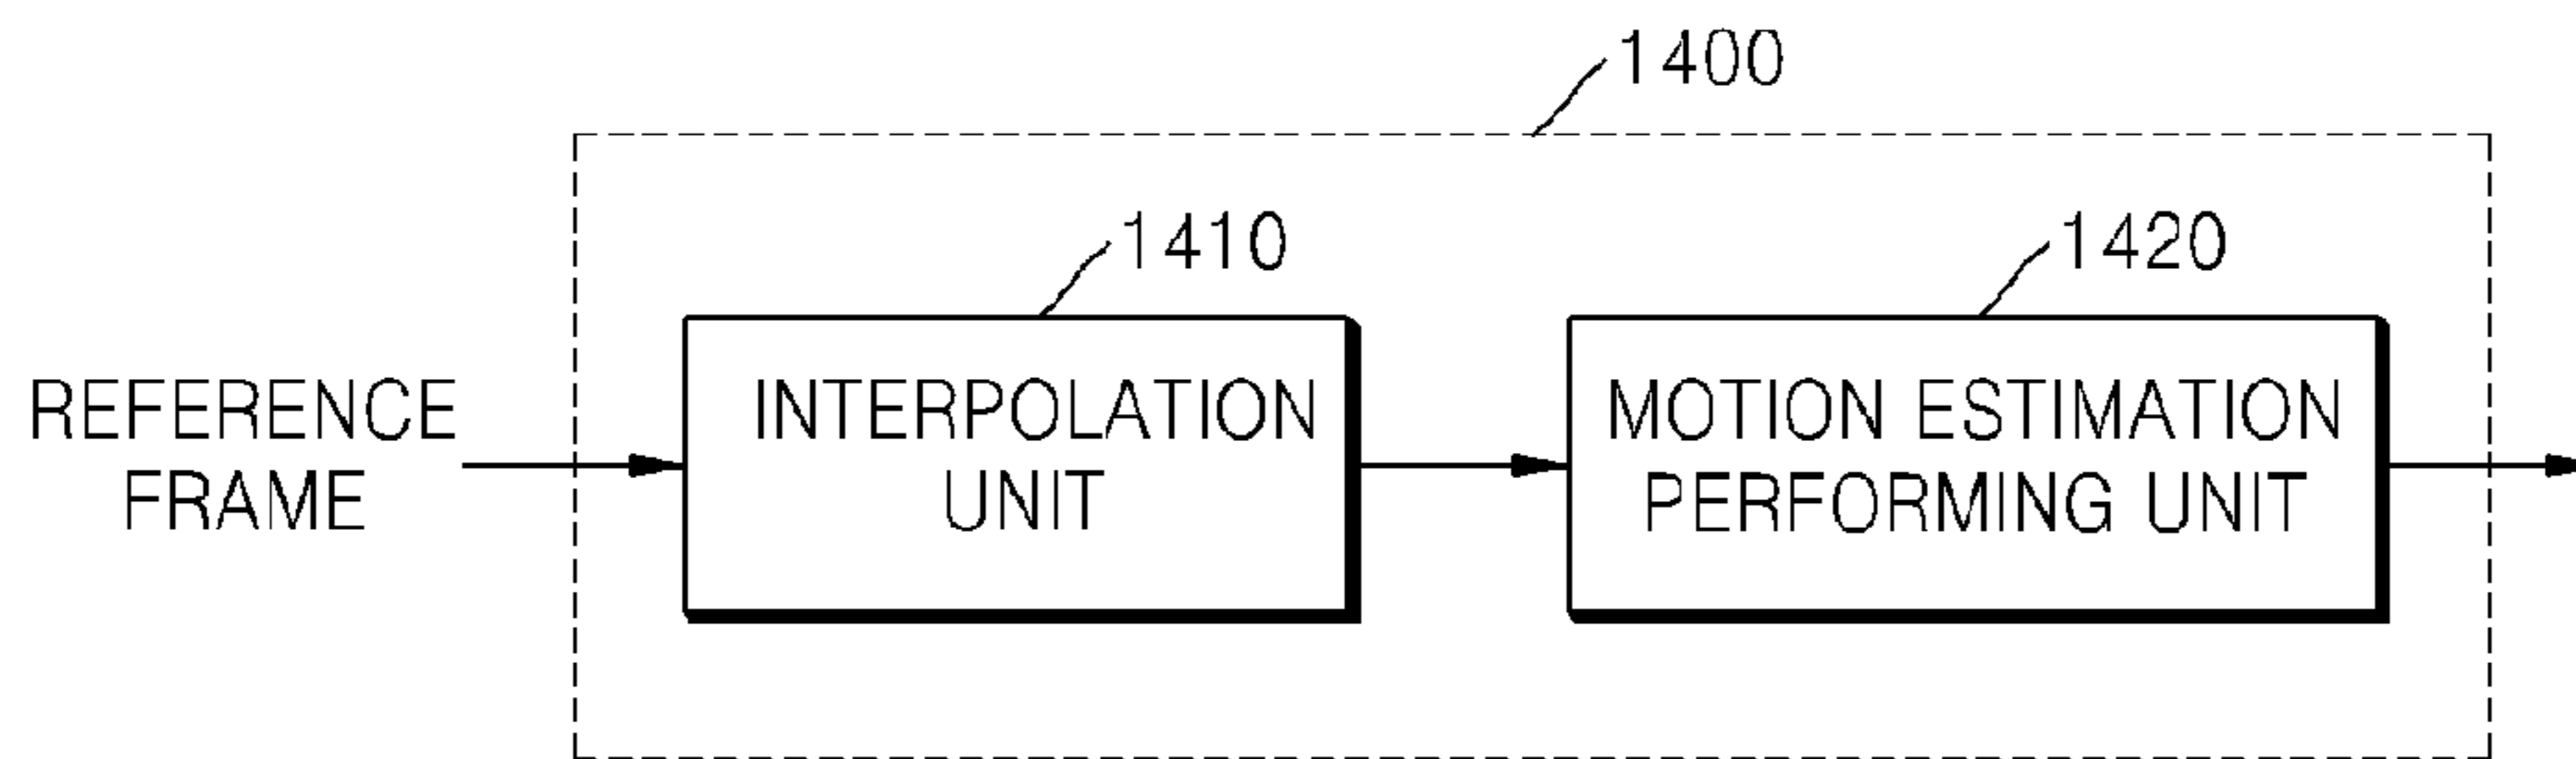 1400
1410
1420
REFERENCE
FRAME
INTERPOLATION
UNIT
MOTION ESTIMATION
PERFORMING UNIT